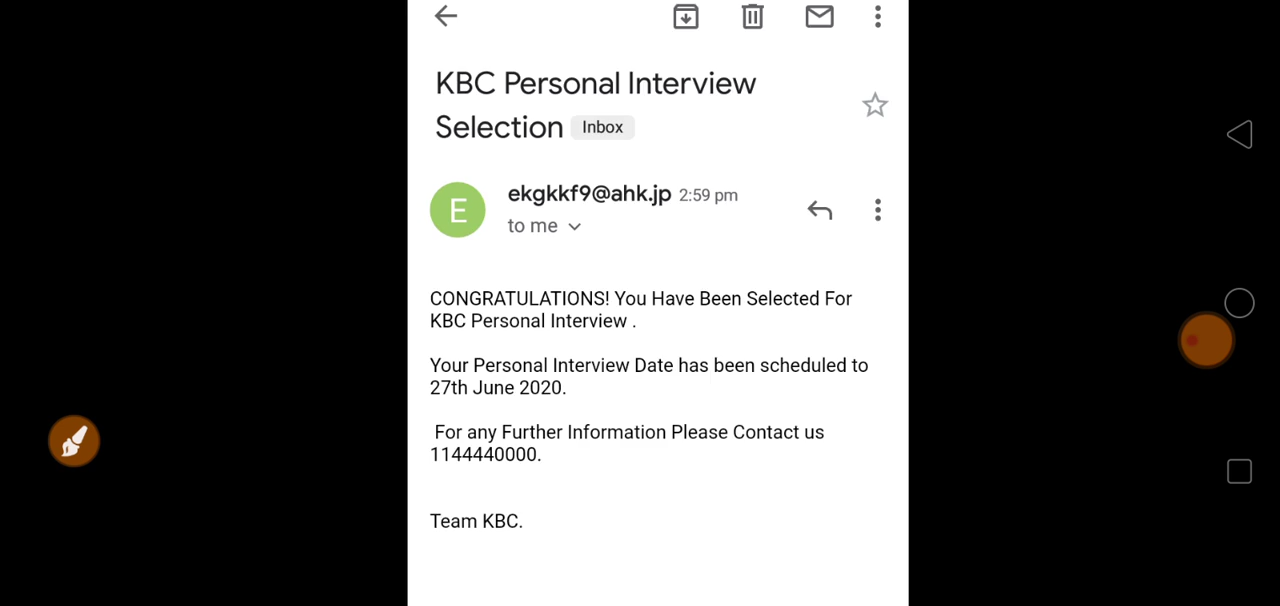 KBC Personal Interview
Selection Inbox
E
ekgkkf9@ahk.jp 2:59 pm
to me
CONGRATULATIONS! You Have Been Selected For
KBC Personal Interview .
Your Personal Interview Date has been scheduled to
27th June 2020.
For any Further Information Please Contact us
1144440000.
Team KBC.